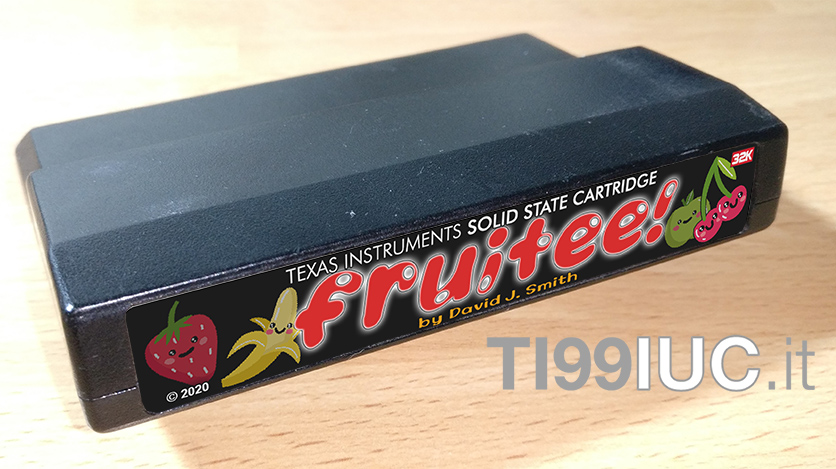 32K
TEXAS INSTRUMENTS SOLID STATE CARTRIDGE
fruitee!
by David J. Smith
© 2020
TI99IUC.it